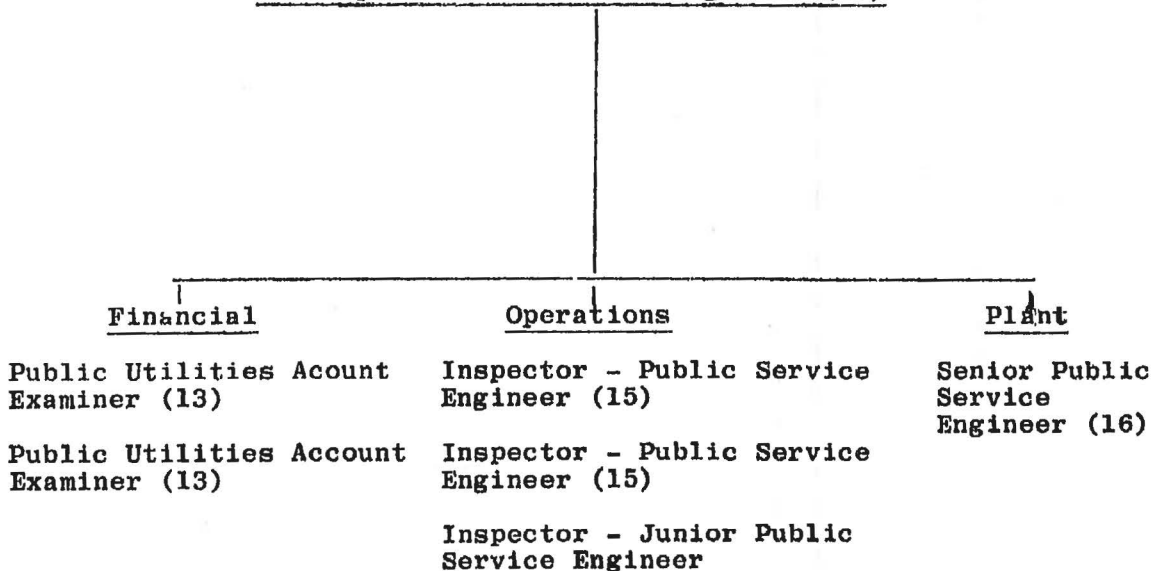 Financial
Operations
Plant
Public Utilities Acount
Examiner (13)
Public Utilities Account
Examiner (13)
Inspector - Public Service
Engineer (15)
Inspector - Public Service
Engineer (15)
Inspector - Junior Public
Service Engineer
Senior Public
Service
Engineer (16)